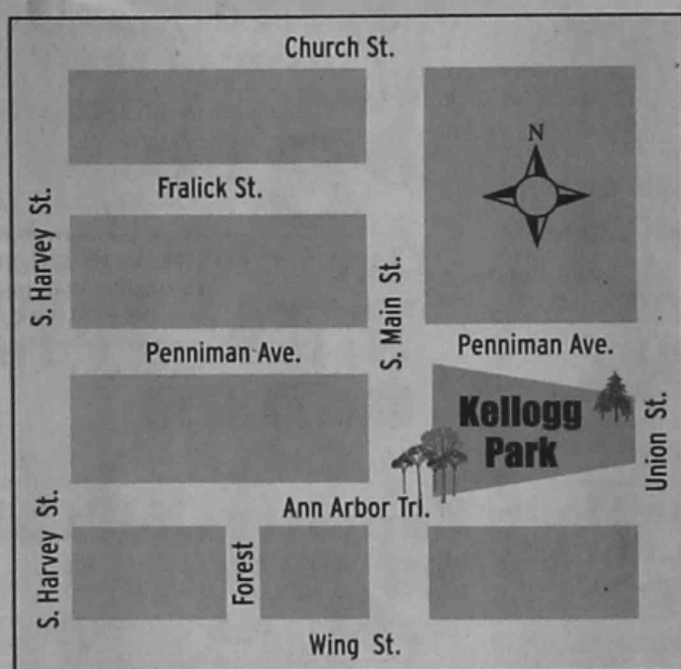 Church St.
N
Fralick St.
S. Harvey St.
S. Main St.
Penniman Ave.
Penniman Ave.
Kellogg
Park
Union St.
Ann Arbor Trl.
S. Harvey St.
Forest
Wing St.